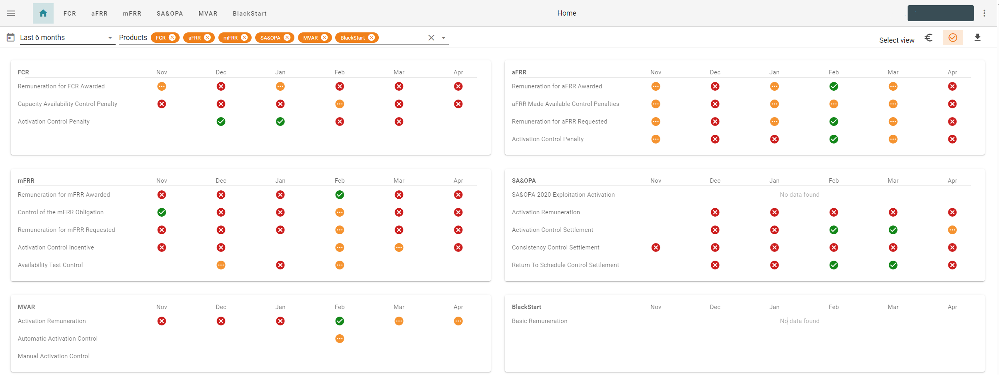 FCR aFRR mFRR SA&OPA MVAR BlackStart Home
Last 6 months Products FCR aFRR mFRR SA&OPA MVAR BlackStart Select view €
FCR Nov Dec Jan Feb Mar Apr
Remuneration for FCR Awarded
Capacity Availability Control Penalty
Activation Control Penalty
aFRR Nov Dec Jan Feb Mar Apr
Remuneration for aFRR Awarded
aFRR Made Available Control Penalties
Remuneration for aFRR Requested
Activation Control Penalty
mFRR Nov Dec Jan Feb Mar Apr
Remuneration for mFRR Awarded
Control of the mFRR Obligation
Remuneration for mFRR Requested
Activation Control Incentive
Availability Test Control
SA&OPA Nov Dec Jan Feb Mar Apr
SA&OPA-2020 Exploitation Activation No data found
Activation Remuneration
Activation Control Settlement
Consistency Control Settlement
Return To Schedule Control Settlement
MVAR Nov Dec Jan Feb Mar Apr
Activation Remuneration
Automatic Activation Control
Manual Activation Control
BlackStart Nov Dec Jan Feb Mar Apr
Basic Remuneration No data found